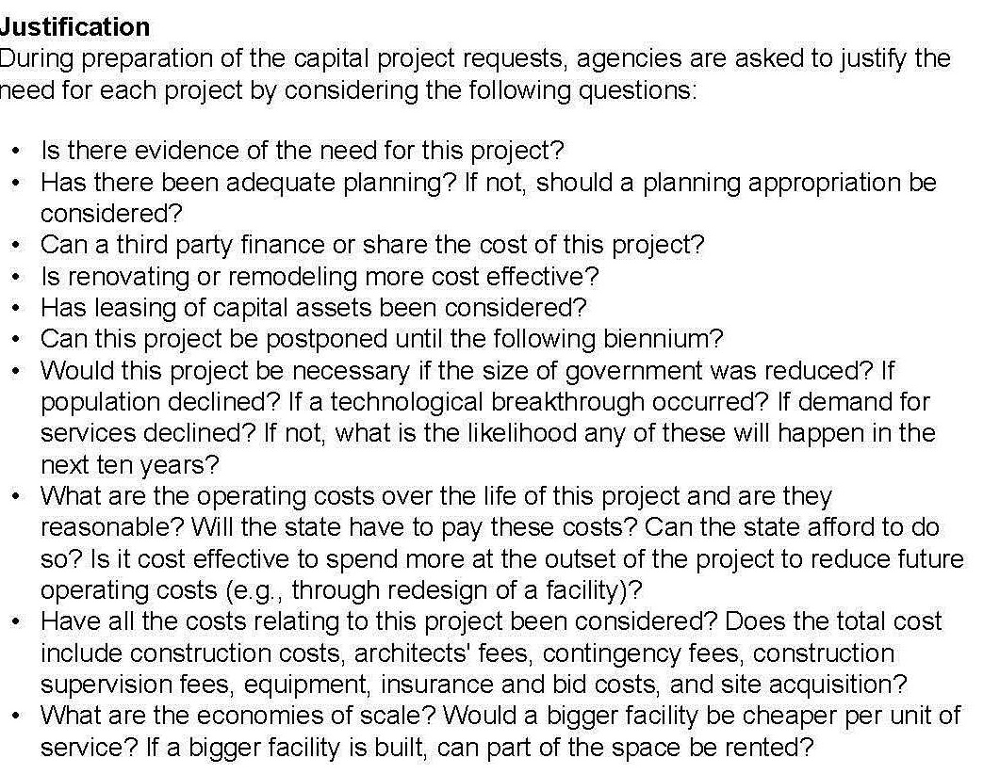 Justification
During preparation of the capital project requests, agencies are asked to justify the
need for each project by considering the following questions:
• Is there evidence of the need for this project?
• Has there been adequate planning? If not, should a planning appropriation be
considered?
• Can a third party finance or share the cost of this project?
• Is renovating or remodeling more cost effective?
• Has leasing of capital assets been considered?
• Can this project be postponed until the following biennium?
• Would this project be necessary if the size of government was reduced? If
population declined? If a technological breakthrough occurred? If demand for
services declined? If not, what is the likelihood any of these will happen in the
next ten years?
• What are the operating costs over the life of this project and are they
reasonable? Will the state have to pay these costs? Can the state afford to do
so? Is it cost effective to spend more at the outset of the project to reduce future
operating costs (e.g., through redesign of a facility)?
• Have all the costs relating to this project been considered? Does the total cost
include construction costs, architects' fees, contingency fees, construction
supervision fees, equipment, insurance and bid costs, and site acquisition?
• What are the economies of scale? Would a bigger facility be cheaper per unit of
service? If a bigger facility is built, can part of the space be rented?